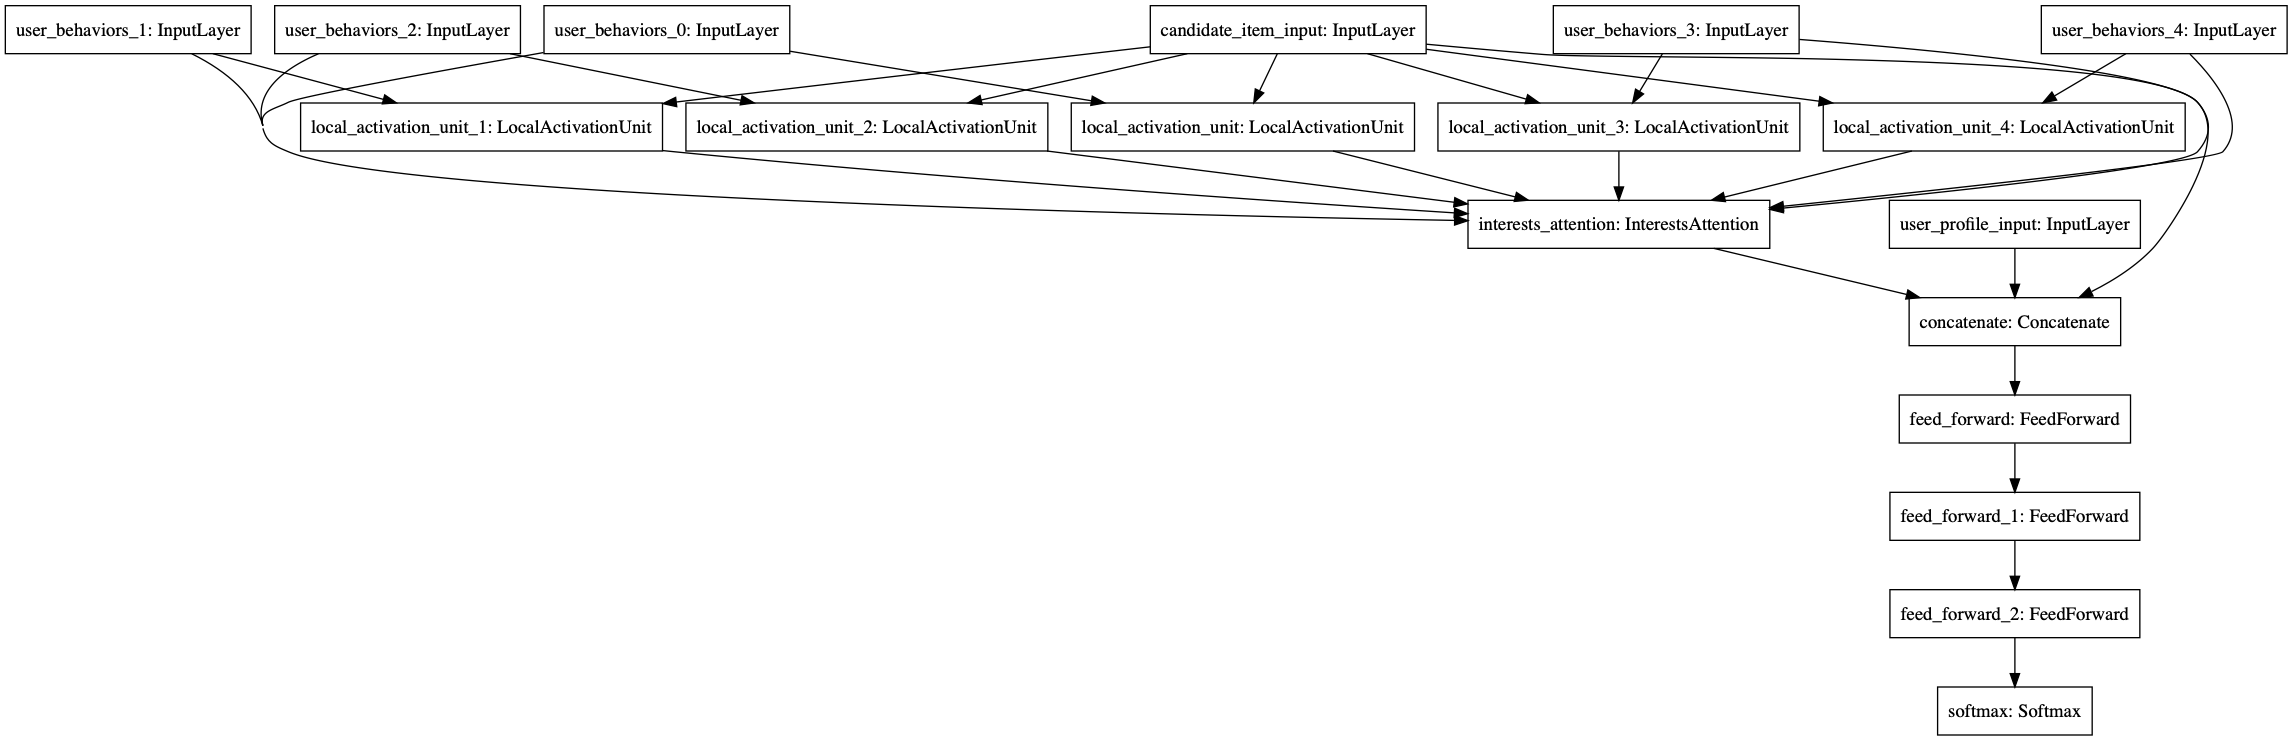 user_behaviors_1: InputLayer
user_behaviors_2: InputLayer
user_behaviors_0: InputLayer
candidate_item_input: InputLayer
user_behaviors_3: InputLayer
user_behaviors_4: InputLayer
local_activation_unit_1: LocalActivationUnit
local_activation_unit_2: LocalActivationUnit
local_activation_unit: LocalActivationUnit
local_activation_unit_3: LocalActivationUnit
local_activation_unit_4: LocalActivationUnit
interests_attention: InterestsAttention
user_profile_input: InputLayer
concatenate: Concatenate
feed_forward: FeedForward
feed_forward_1: FeedForward
feed_forward_2: FeedForward
softmax: Softmax